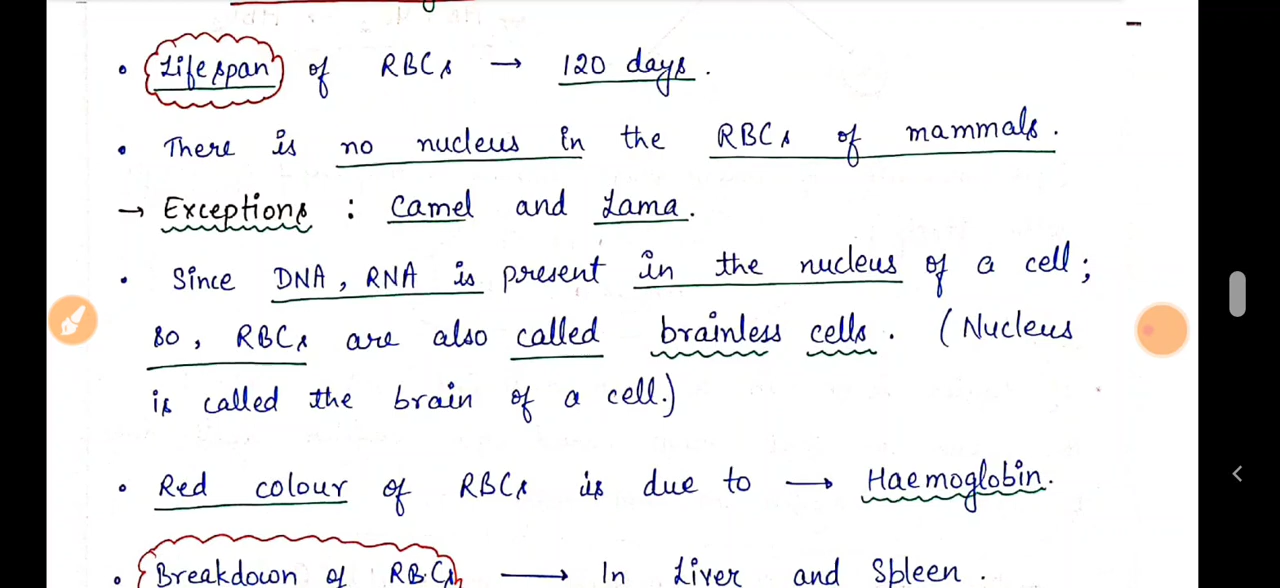 • Lifespan of RBCs → 120 days.
• There is no nucleus in the RBCs of mammals.
→ Exceptions : Camel and Lama.
• Since DNA, RNA is present in the nucleus of a cell;
so, RBCs are also called brainless cells. (Nucleus
is called the brain of a cell.)
• Red colour of RBCs is due to → Haemoglobin.
• Breakdown of RBCs → In Liver and Spleen.